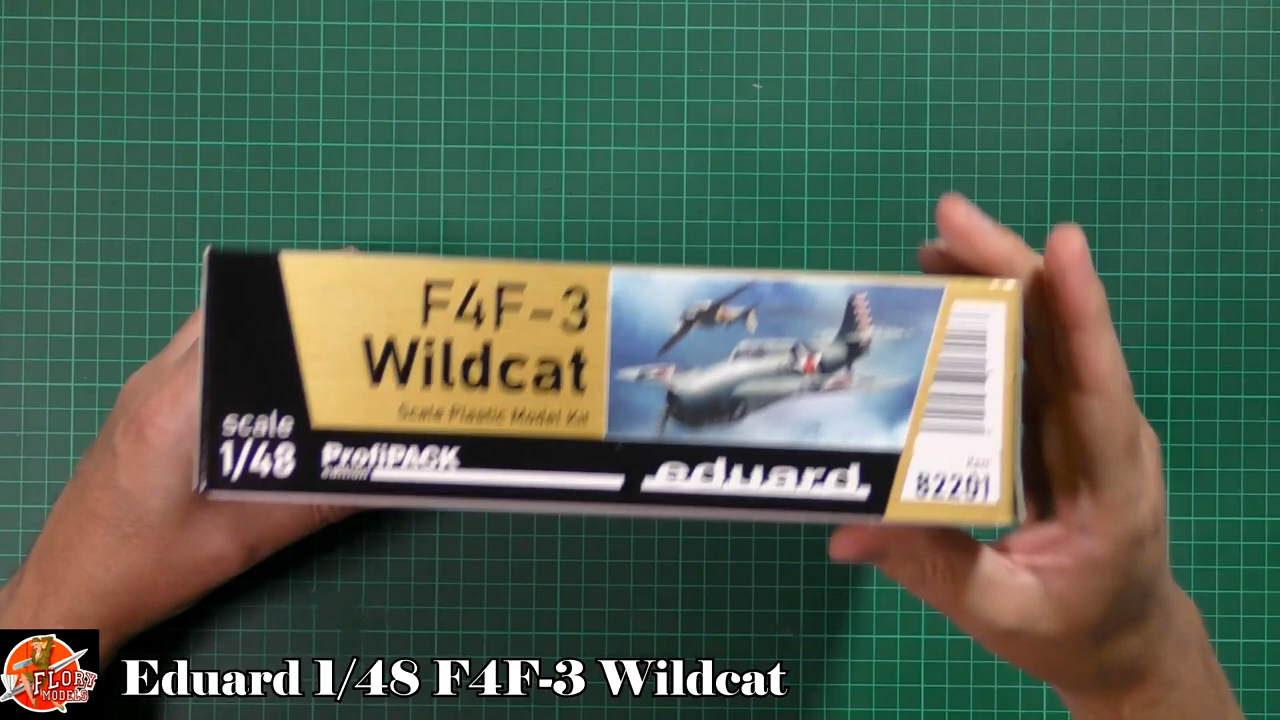 F4F-3
Wildcat
Scale Plastic Model Kit
scale
1/48
ProfiPACK
edition
eduard
82201
FLORY
MODELS
Eduard 1/48 F4F-3 Wildcat